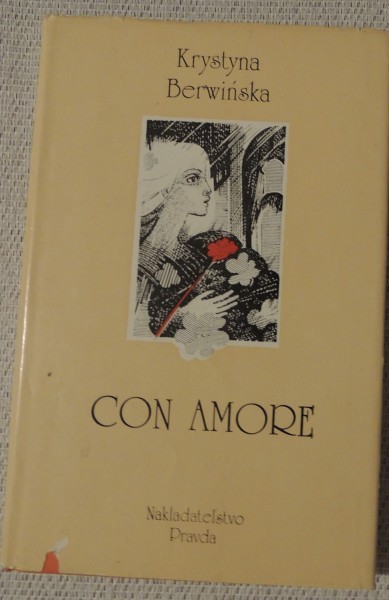 Krystyna
Berwińska
CON AMORE
Nakladateľstvo
Pravda